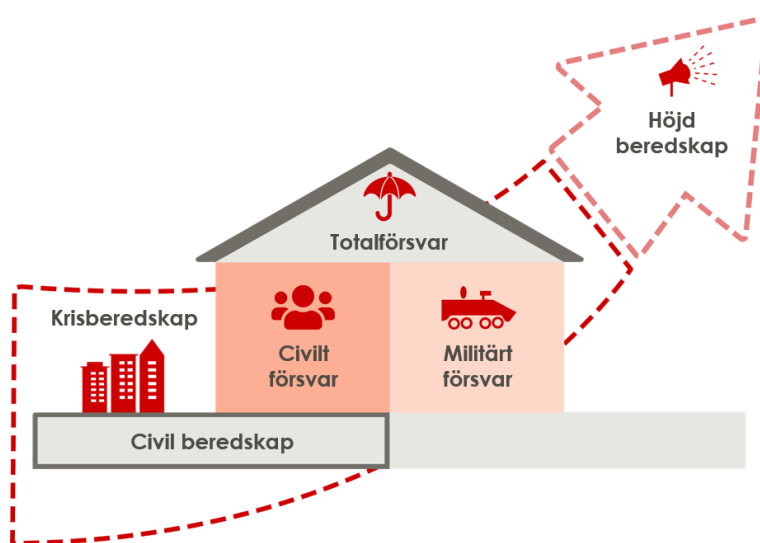 Höjd
beredskap
Totalförsvar
Krisberedskap
Civilt
försvar
Militärt
försvar
Civil beredskap